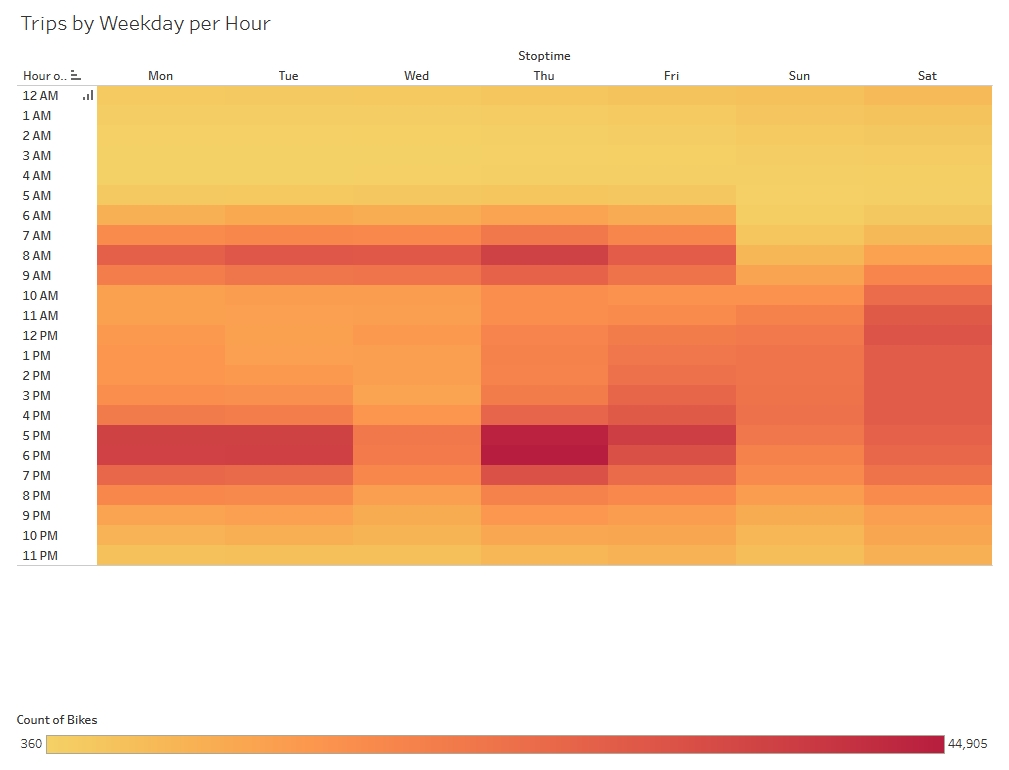 Trips by Weekday per Hour
Stoptime
Hour o.. Mon Tue Wed Thu Fri Sun Sat
12 AM
1 AM
2 AM
3 AM
4 AM
5 AM
6 AM
7 AM
8 AM
9 AM
10 AM
11 AM
12 PM
1 PM
2 PM
3 PM
4 PM
5 PM
6 PM
7 PM
8 PM
9 PM
10 PM
11 PM
Count of Bikes
360 44,905